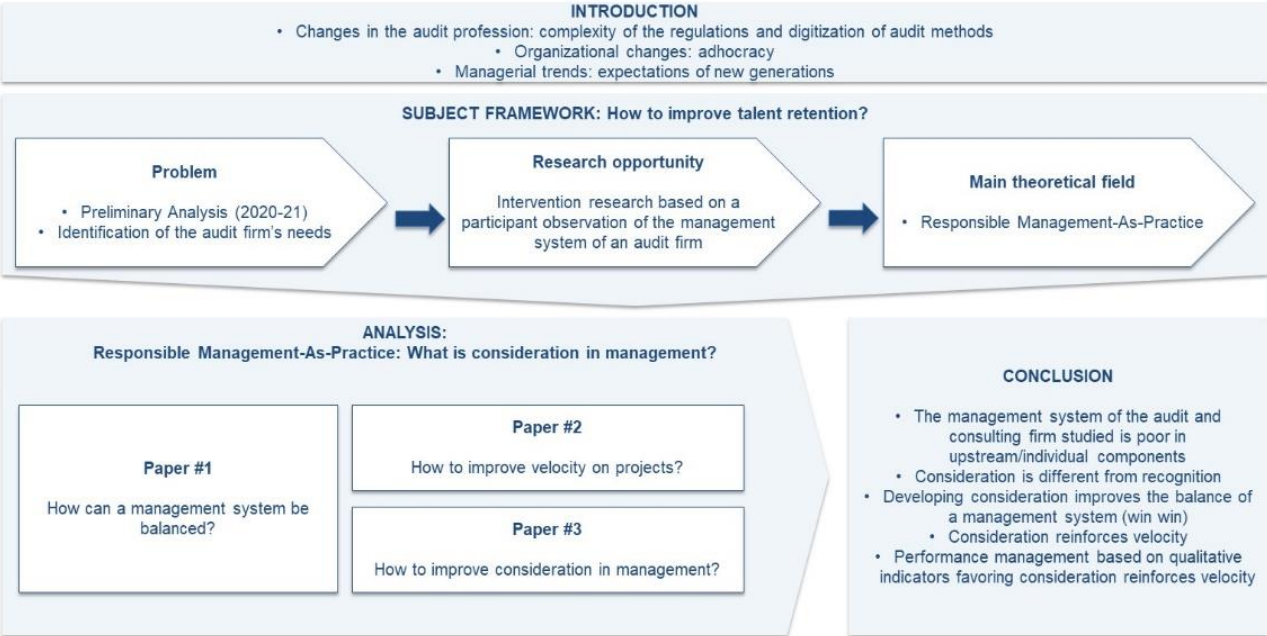 INTRODUCTION
• Changes in the audit profession: complexity of the regulations and digitization of audit methods
• Organizational changes: adhocracy
• Managerial trends: expectations of new generations
SUBJECT FRAMEWORK: How to improve talent retention?
Problem
• Preliminary Analysis (2020-21)
• Identification of the audit firm's needs
Research opportunity
Intervention research based on a
participant observation of the management
system of an audit firm
Main theoretical field
• Responsible Management-As-Practice
ANALYSIS:
Responsible Management-As-Practice: What is consideration in management?
Paper #1
How can a management system be
balanced?
Paper #2
How to improve velocity on projects?
Paper #3
How to improve consideration in management?
CONCLUSION
• The management system of the audit and
consulting firm studied is poor in
upstream/individual components
• Consideration is different from recognition
• Developing consideration improves the balance of
a management system (win win)
• Consideration reinforces velocity
• Performance management based on qualitative
indicators favoring consideration reinforces velocity